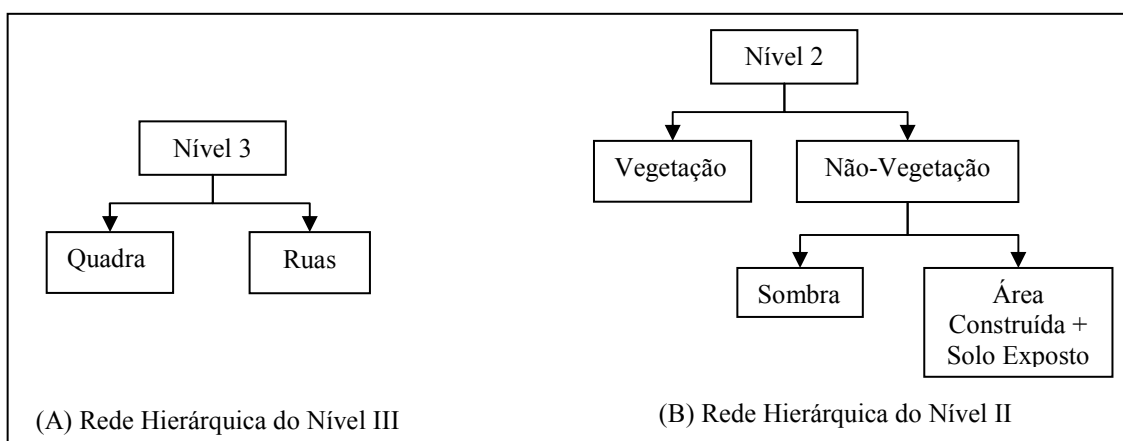 Nível 3
Quadra
Ruas
(A) Rede Hierárquica do Nível III
Nível 2
Vegetação
Não-Vegetação
Sombra
Área
Construída +
Solo Exposto
(B) Rede Hierárquica do Nível II